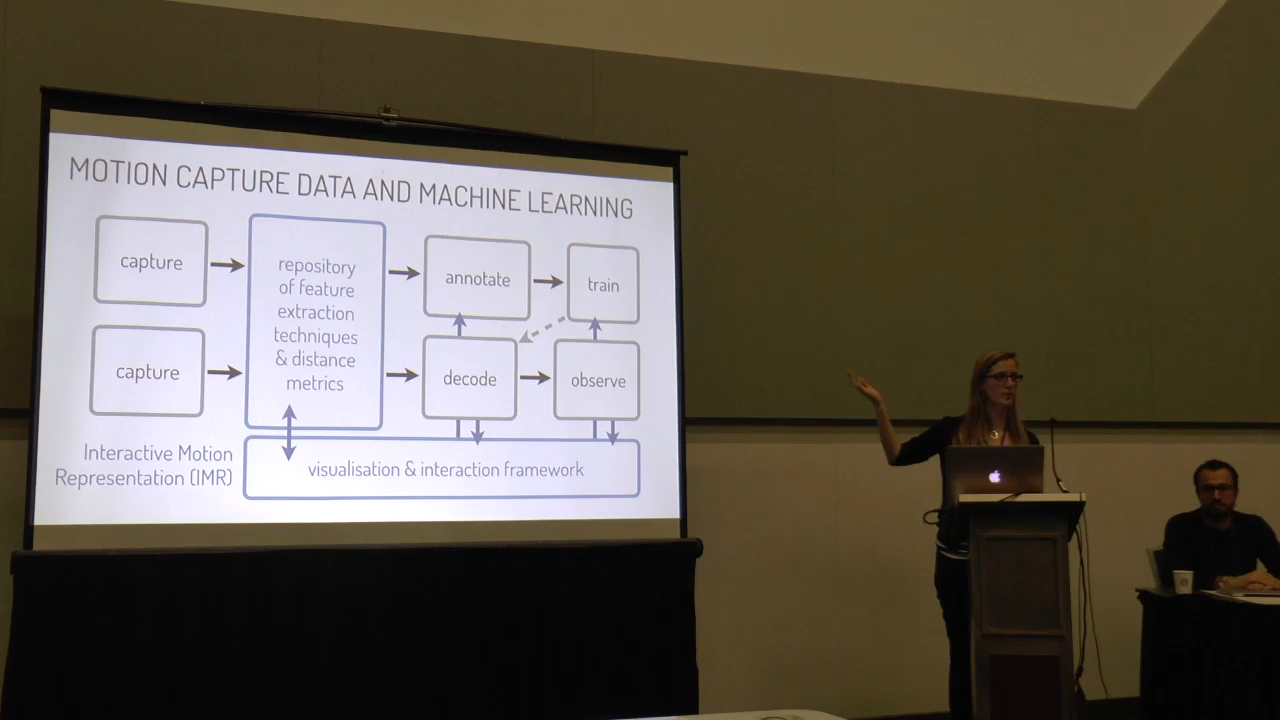 MOTION CAPTURE DATA AND MACHINE LEARNING
capture
repository
of feature
extraction
techniques
& distance
metrics
annotate
train
capture
decode
observe
Interactive Motion
Representation (IMR)
visualisation & interaction framework